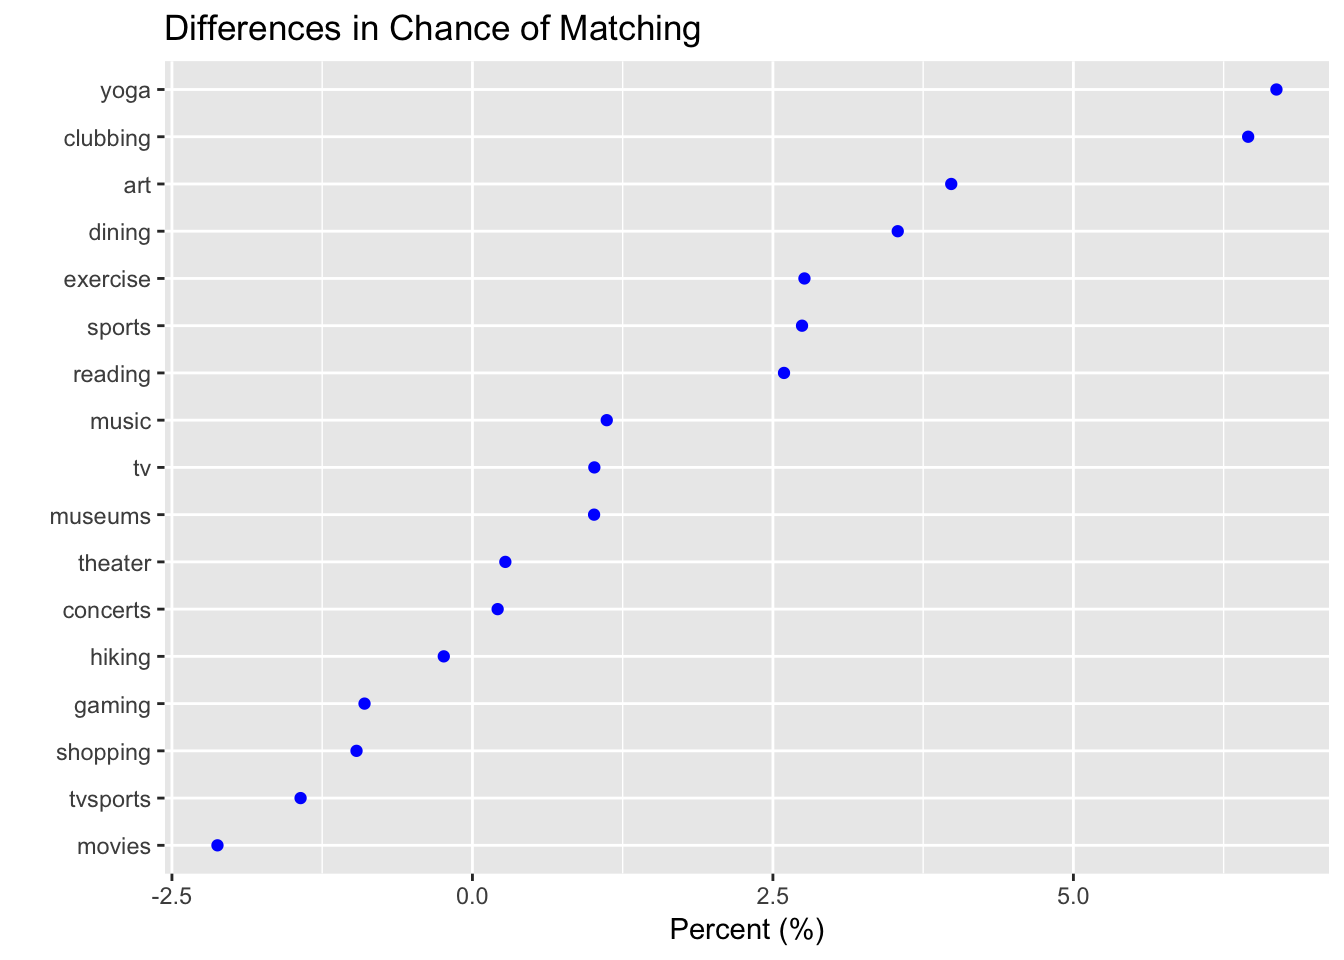 Differences in Chance of Matching
yoga
clubbing
art
dining
exercise
sports
reading
music
tv
museums
theater
concerts
hiking
gaming
shopping
tvsports
movies
-2.5 0.0 2.5 5.0
Percent (%)